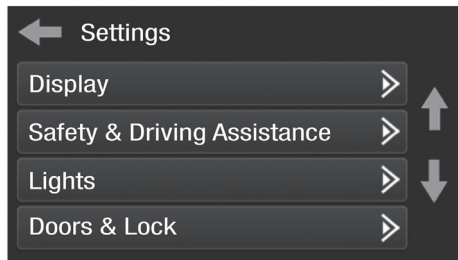 Settings
Display
Safety & Driving Assistance
Lights
Doors & Lock